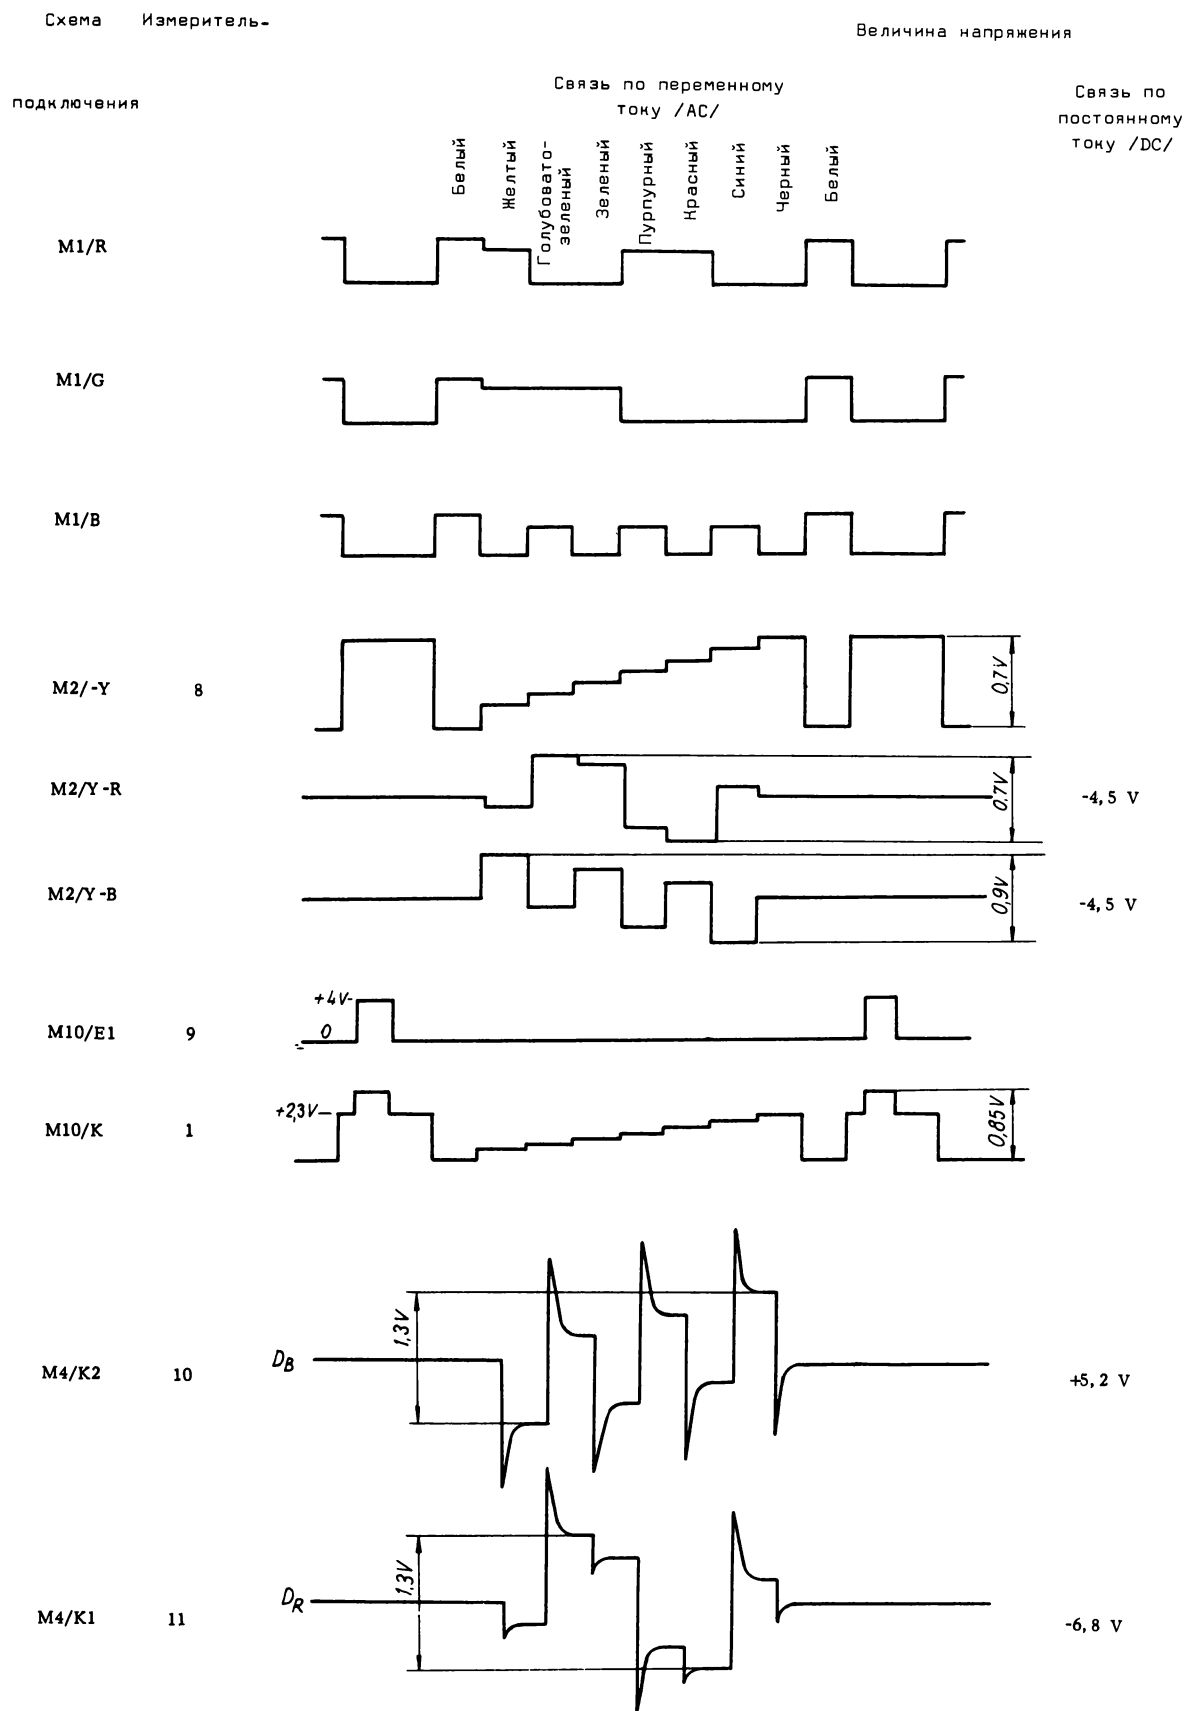 Схема Измеритель-
Величина напряжения
подключения
Связь по переменному
току /AC/
Связь по
постоянному
току /DC/
Белый
Желтый
Голубовато-
зеленый
Зеленый
Пурпурный
Красный
Синий
Черный
Белый
M1/R
M1/G
M1/B
M2/-Y 8
0,7V
M2/Y-R
0,7V
-4,5 V
M2/Y-B
0,9V
-4,5 V
+4V-
M10/E1 9
0
+2,3V-
M10/K 1
0,85V
1,3V
DB
M4/K2 10
+5,2 V
1,3V
DR
M4/K1 11
-6,8 V